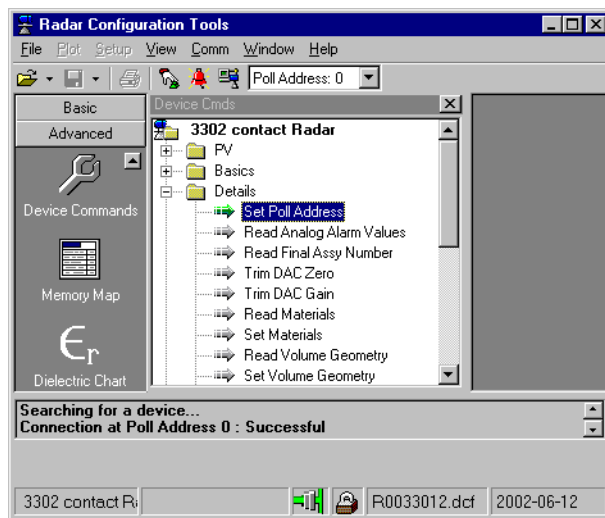 Radar Configuration Tools
File Plot Setup View Comm Window Help
Poll Address: 0
Basic
Advanced
Device Commands
Memory Map
εr
Dielectric Chart
Device Cmds
3302 contact Radar
PV
Basics
Details
Set Poll Address
Read Analog Alarm Values
Read Final Assy Number
Trim DAC Zero
Trim DAC Gain
Read Materials
Set Materials
Read Volume Geometry
Set Volume Geometry
Searching for a device...
Connection at Poll Address 0 : Successful
3302 contact R R0033012.dcf 2002-06-12